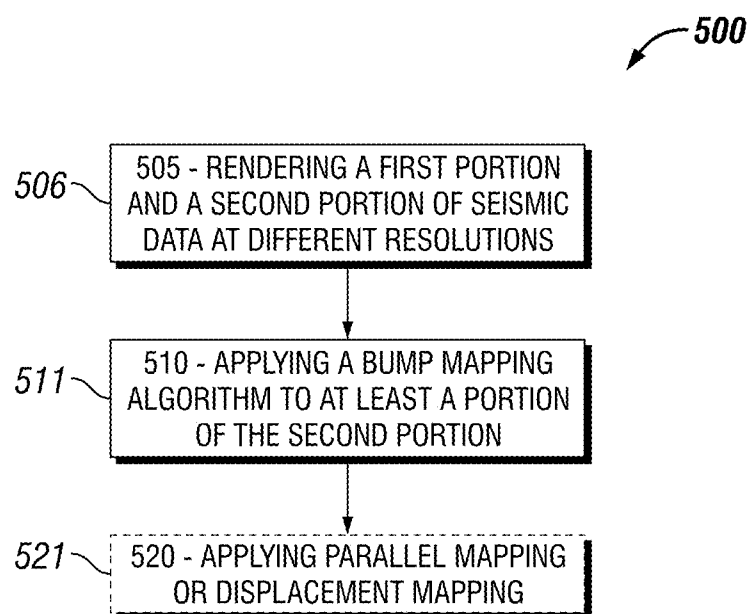 500
506
505 - RENDERING A FIRST PORTION
AND A SECOND PORTION OF SEISMIC
DATA AT DIFFERENT RESOLUTIONS
511
510 - APPLYING A BUMP MAPPING
ALGORITHM TO AT LEAST A PORTION
OF THE SECOND PORTION
521
520 - APPLYING PARALLEL MAPPING
OR DISPLACEMENT MAPPING